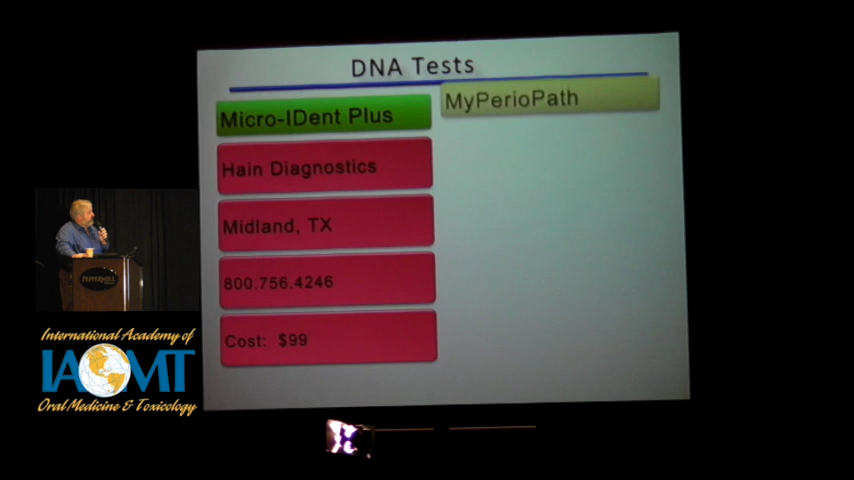 DNA Tests
Micro-IDent Plus
MyPerioPath
Hain Diagnostics
Midland, TX
800.756.4246
Cost: $99
PEPPERMILL
International Academy of
IAOMT
Oral Medicine & Toxicology